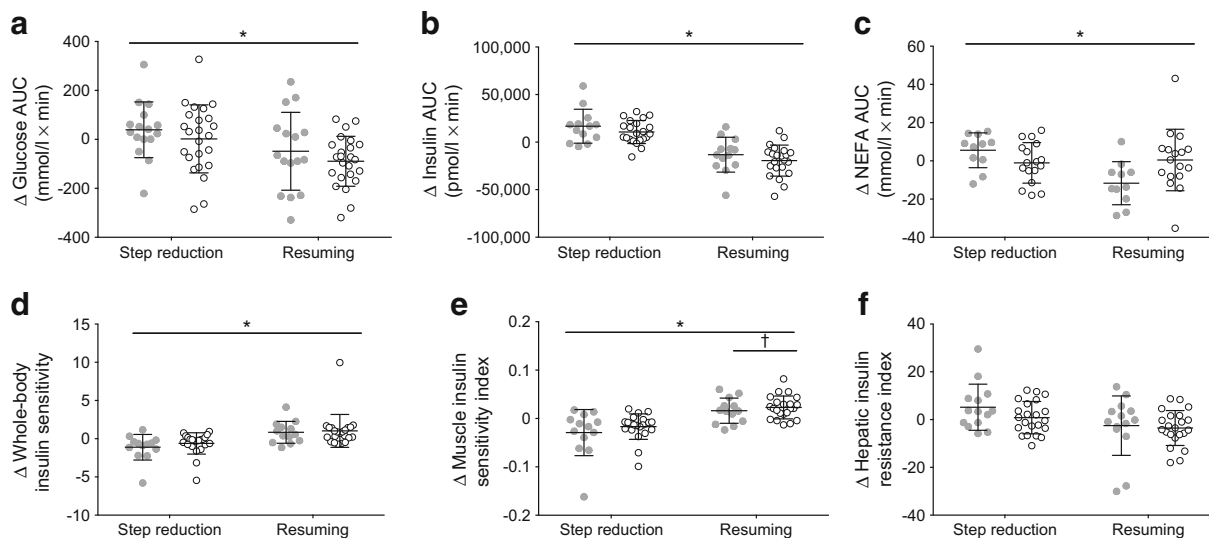 a
Δ Glucose AUC
(mmol/l × min)
400
200
0
-200
-400
*
Step reduction
Resuming
b
Δ Insulin AUC
(pmol/l × min)
100,000
50,000
0
-50,000
-100,000
*
Step reduction
Resuming
c
Δ NEFA AUC
(mmol/l × min)
60
40
20
0
-20
-40
*
Step reduction
Resuming
d
Δ Whole-body
insulin sensitivity
15
10
5
0
-5
-10
*
Step reduction
Resuming
e
Δ Muscle insulin
sensitivity index
0.2
0.1
0
-0.1
-0.2
*
†
Step reduction
Resuming
f
Δ Hepatic insulin
resistance index
40
20
0
-20
-40
Step reduction
Resuming